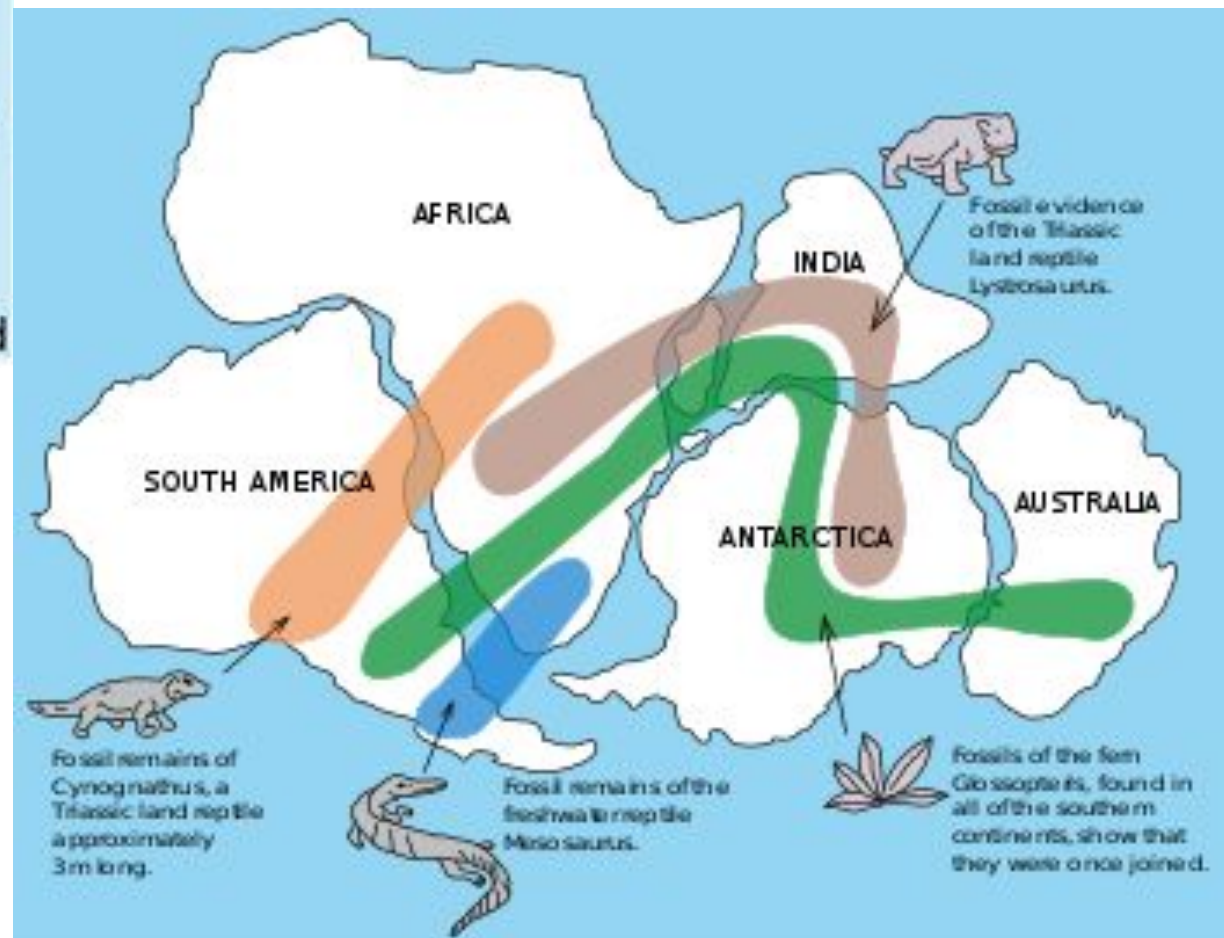 AFRICA
INDIA
Fossil evidence
of the Triassic
land reptile
Lystrosaurus.
SOUTH AMERICA
ANTARCTICA
AUSTRALIA
Fossil remains of
Cynognathus, a
Triassic land reptile
approximately
3m long.
Fossil remains of the
freshwater reptile
Mesosaurus.
Fossils of the fern
Glossopteris, found in
all of the southern
continents, show that
they were once joined.